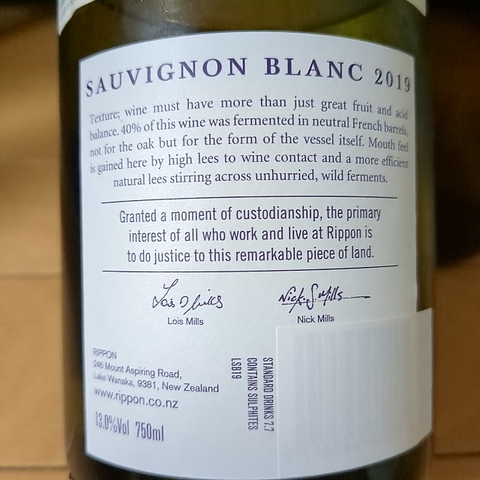 SAUVIGNON BLANC 2019
Texture; wine must have more than just great fruit and acid
balance. 40% of this wine was fermented in neutral French barrels,
not for the oak but for the form of the vessel itself. Mouth feel
is gained here by high lees to wine contact and a more efficient
natural lees stirring across unhurried, wild ferments.
Granted a moment of custodianship, the primary
interest of all who work and live at Rippon is
to do justice to this remarkable piece of land.
Lois Mills Nick S Mills
Lois Mills Nick Mills
RIPPON
246 Mount Aspiring Road,
Lake Wanaka, 9381, New Zealand
www.rippon.co.nz
13.0%Vol 750ml
STANDARD DRINKS 7.7
CONTAINS SULPHITES
LSB19